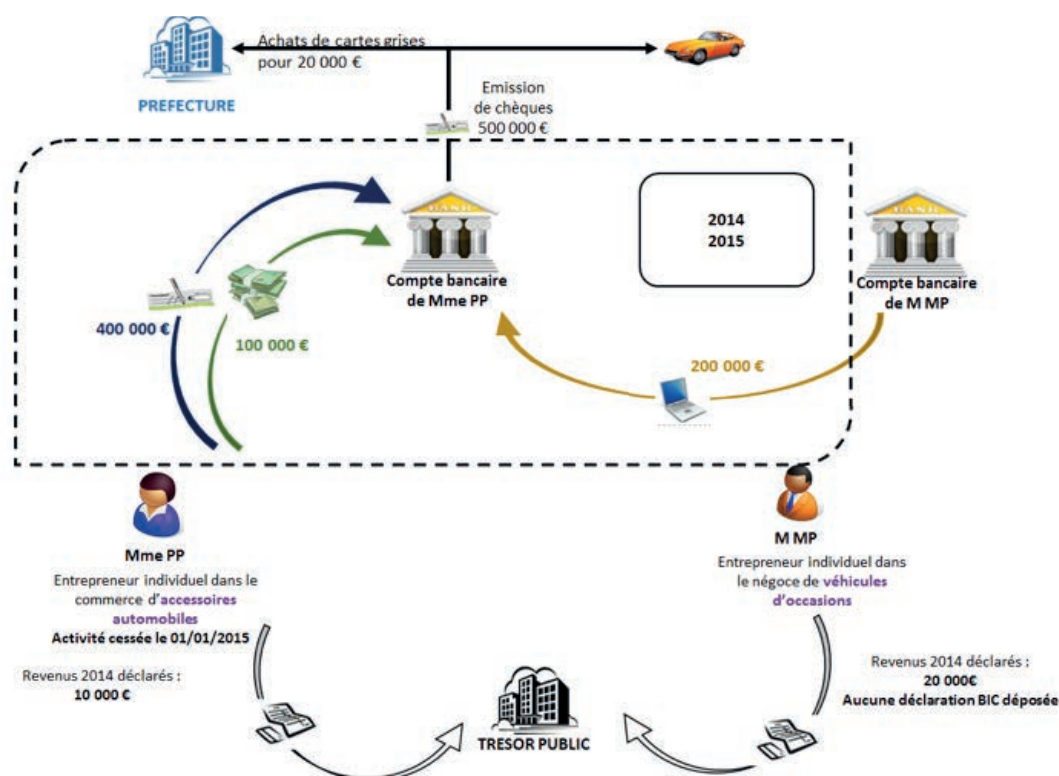 Achats de cartes grises
pour 20 000 €
PREFECTURE
Emission
de chèques
500 000 €
BANK
Compte bancaire
de Mme PP
2014
2015
BANK
Compte bancaire
de M MP
400 000 €
100 000 €
200 000 €
Mme PP
Entrepreneur individuel dans le
commerce d'accessoires
automobiles
Activité cessée le 01/01/2015
Revenus 2014 déclarés :
10 000 €
M MP
Entrepreneur individuel dans
le négoce de véhicules
d'occasions
Revenus 2014 déclarés :
20 000€
Aucune déclaration BIC déposée
TRESOR PUBLIC